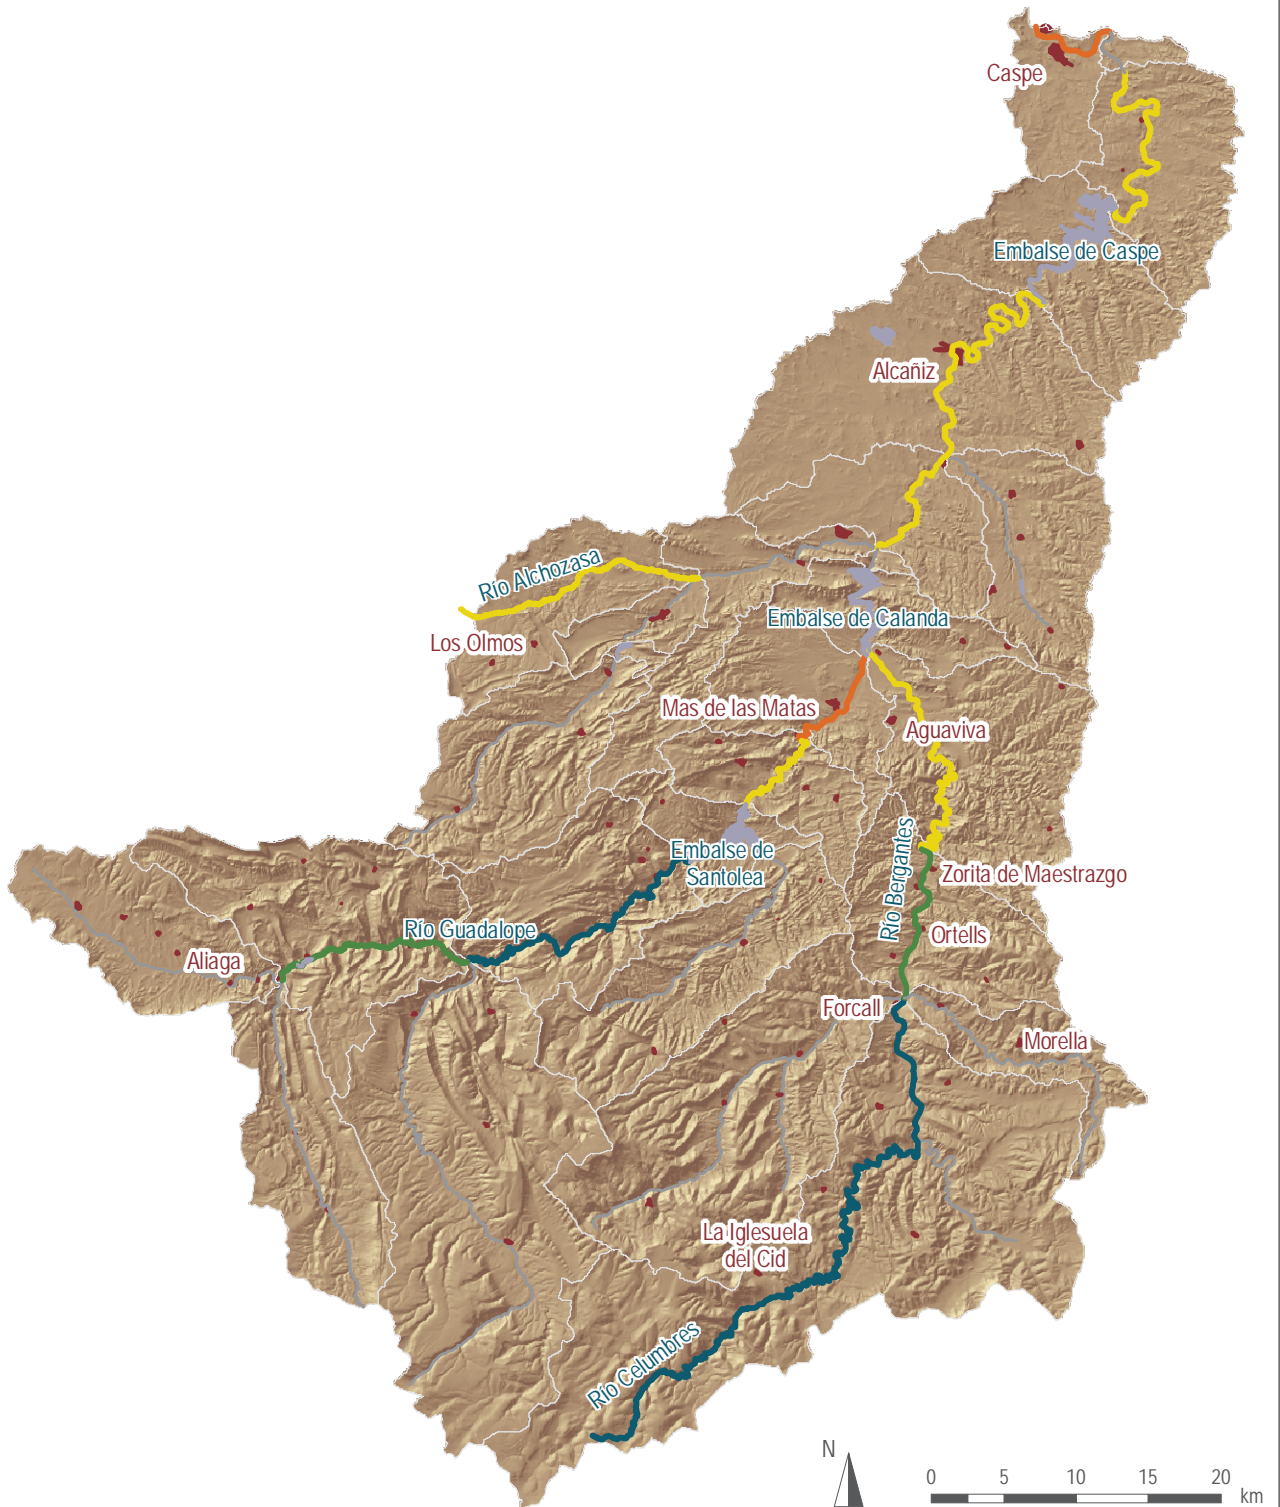 Caspe
Embalse de Caspe
Alcañiz
Río Alchozasa
Los Olmos
Embalse de Calanda
Mas de las Matas
Aguaviva
Embalse de
Santolea
Río Bergantes
Zorita de Maestrazgo
Río Guadalope
Ortells
Aliaga
Forcall
Morella
La Iglesuela
del Cid
Río Celumbres
N
0 5 10 15 20
km